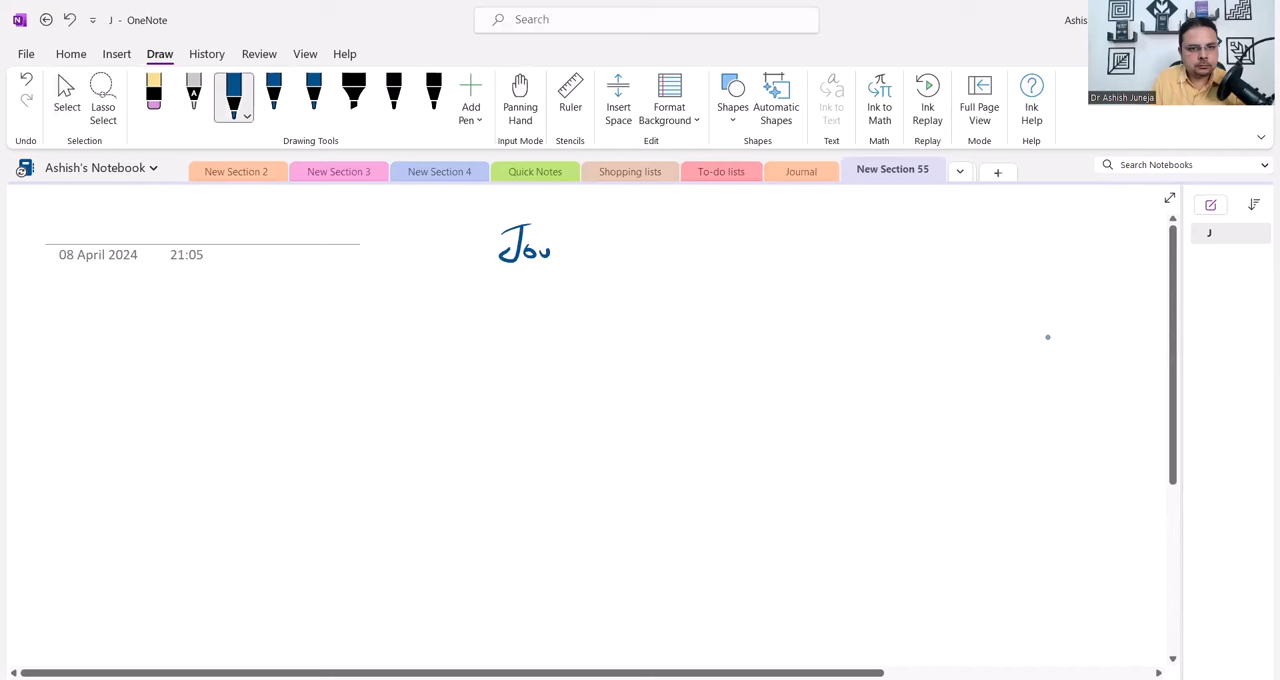 J - OneNote
Search
Ashis
File Home Insert Draw History Review View Help
Undo
Select
Lasso Select
Selection
A
Drawing Tools
Add Pen
Panning Hand
Input Mode
Ruler
Stencils
Insert Space
Format Background
Edit
Shapes
Automatic Shapes
Shapes
Ink to Text
Text
Ink to Math
Math
Ink Replay
Replay
Full Page View
Mode
Ink Help
Help
Dr Ashish Juneja
Ashish's Notebook
New Section 2 New Section 3 New Section 4 Quick Notes Shopping lists To-do lists Journal New Section 55
Search Notebooks
J
Jou
08 April 2024 21:05